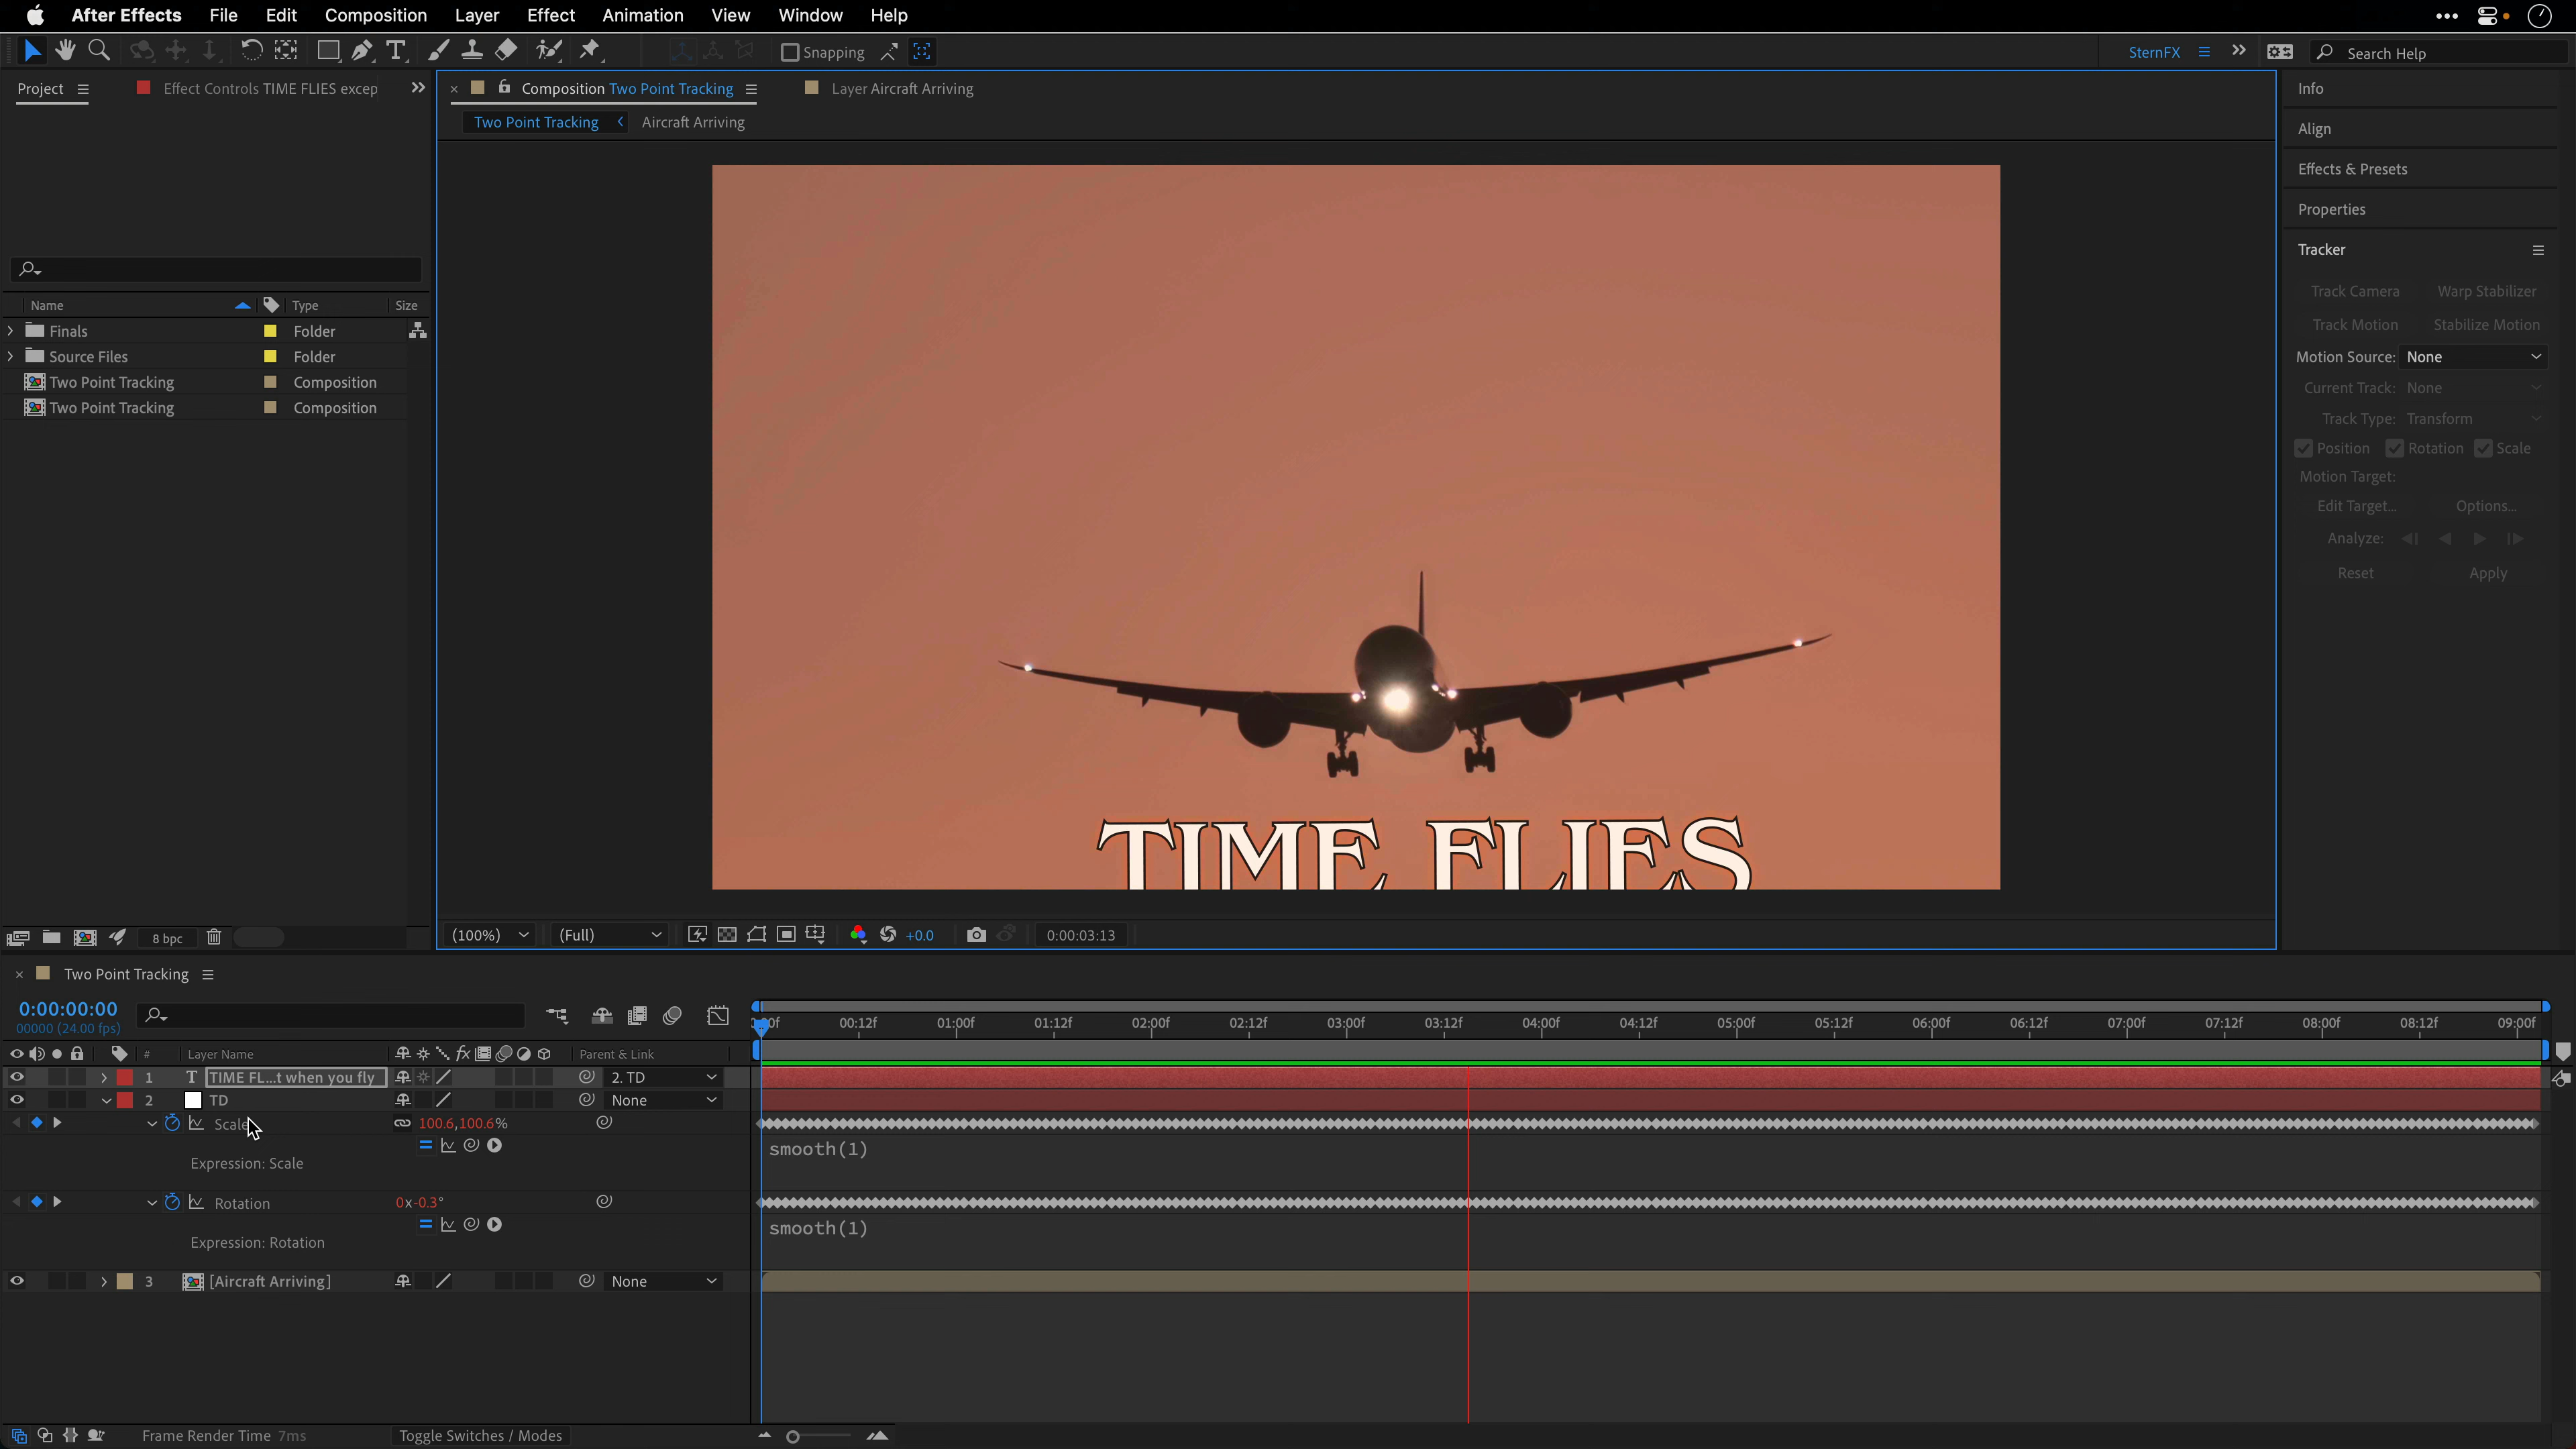 After Effects File Edit Composition Layer Effect Animation View Window Help
Snapping SternFX Search Help
Project Effect Controls TIME FLIES excep
Composition Two Point Tracking Layer Aircraft Arriving
Two Point Tracking Aircraft Arriving
Name Type Size
Finals Folder
Source Files Folder
Two Point Tracking Composition
Two Point Tracking Composition
TIME FLIES
Info
Align
Effects & Presets
Properties
Tracker
Track Camera Warp Stabilizer
Track Motion Stabilize Motion
Motion Source: None
Current Track: None
Track Type: Transform
Position Rotation Scale
Motion Target:
Edit Target... Options...
Analyze:
Reset Apply
8 bpc
(100%) (Full) +0.0 0:00:03:13
Two Point Tracking
0:00:00:00
00000 (24.00 fps)
00:12f 01:00f 01:12f 02:00f 02:12f 03:00f 03:12f 04:00f 04:12f 05:00f 05:12f 06:00f 06:12f 07:00f 07:12f 08:00f 08:12f 09:00f
# Layer Name fx Parent & Link
1 T TIME FL...t when you fly 2. TD
2 TD None
Scale 100.6,100.6%
smooth(1)
Expression: Scale
Rotation 0x-0.3°
smooth(1)
Expression: Rotation
3 [Aircraft Arriving] None
Frame Render Time 7ms Toggle Switches / Modes